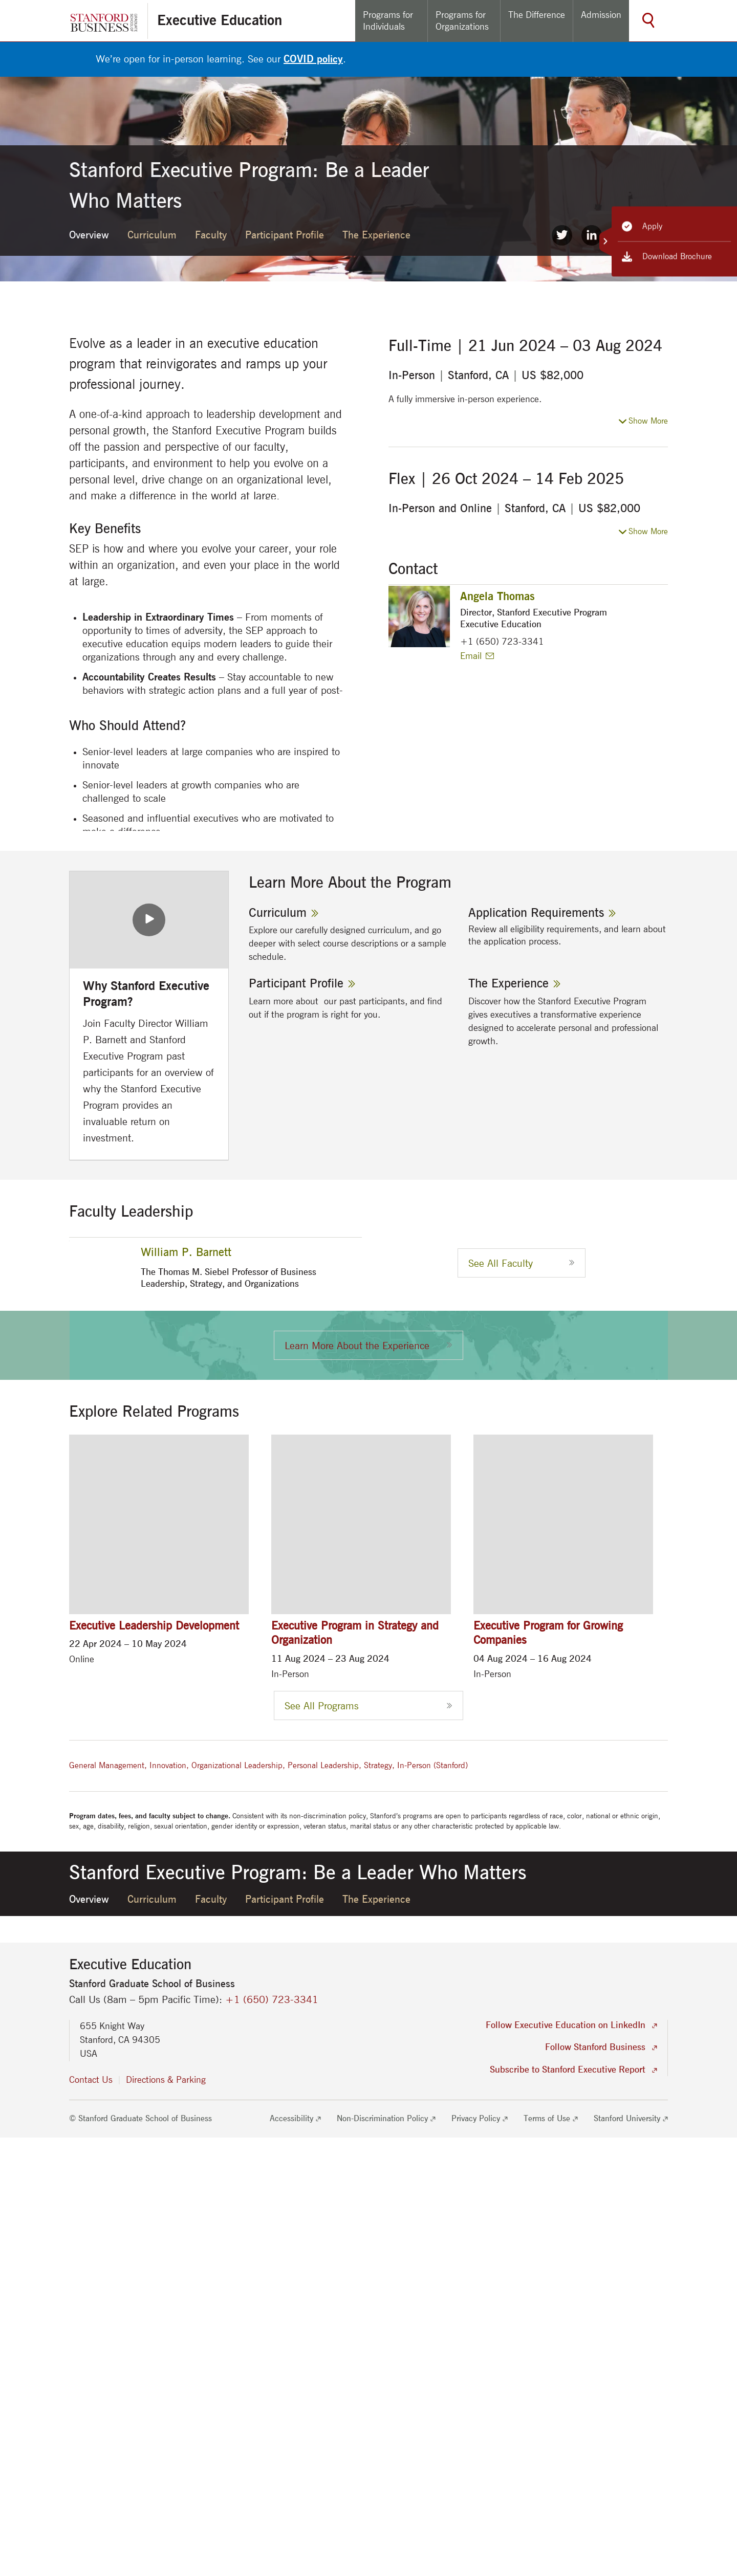 STANFORD
BUSINESS
Executive Education
Programs for
Individuals
Programs for
Organizations
The Difference
Admission
We're open for in-person learning. See our COVID policy.
Stanford Executive Program: Be a Leader
Who Matters
Overview Curriculum Faculty Participant Profile The Experience
Apply
Download Brochure
Evolve as a leader in an executive education
program that reinvigorates and ramps up your
professional journey.
A one-of-a-kind approach to leadership development and
personal growth, the Stanford Executive Program builds
off the passion and perspective of our faculty,
participants, and environment to help you evolve on a
personal level, drive change on an organizational level,
and make a difference in the world at large.
Key Benefits
SEP is how and where you evolve your career, your role
within an organization, and even your place in the world
at large.
Leadership in Extraordinary Times – From moments of
opportunity to times of adversity, the SEP approach to
executive education equips modern leaders to guide their
organizations through any and every challenge.
Accountability Creates Results – Stay accountable to new
behaviors with strategic action plans and a full year of post-
Who Should Attend?
Senior-level leaders at large companies who are inspired to
innovate
Senior-level leaders at growth companies who are
challenged to scale
Seasoned and influential executives who are motivated to
make a difference
Full-Time | 21 Jun 2024 – 03 Aug 2024
In-Person | Stanford, CA | US $82,000
A fully immersive in-person experience.
Show More
Flex | 26 Oct 2024 – 14 Feb 2025
In-Person and Online | Stanford, CA | US $82,000
Show More
Contact
Angela Thomas
Director, Stanford Executive Program
Executive Education
+1 (650) 723-3441
Email
Why Stanford Executive
Program?
Join Faculty Director William
P. Barnett and Stanford
Executive Program past
participants for an overview of
why the Stanford Executive
Program provides an
invaluable return on
investment.
Learn More About the Program
Curriculum
Explore our carefully designed curriculum, and go
deeper with select course descriptions or a sample
schedule.
Application Requirements
Review all eligibility requirements, and learn about
the application process.
Participant Profile
Learn more about our past participants, and find
out if the program is right for you.
The Experience
Discover how the Stanford Executive Program
gives executives a transformative experience
designed to accelerate personal and professional
growth.
Faculty Leadership
William P. Barnett
The Thomas M. Siebel Professor of Business
Leadership, Strategy, and Organizations
See All Faculty
Learn More About the Experience
Explore Related Programs
Executive Leadership Development
22 Apr 2024 – 10 May 2024
Online
Executive Program in Strategy and
Organization
11 Aug 2024 – 23 Aug 2024
In-Person
Executive Program for Growing
Companies
04 Aug 2024 – 16 Aug 2024
In-Person
See All Programs
General Management, Innovation, Organizational Leadership, Personal Leadership, Strategy, In-Person (Stanford)
Program dates, fees, and faculty subject to change. Consistent with its non-discrimination policy, Stanford's programs are open to participants regardless of race, color, national or ethnic origin,
sex, age, disability, religion, sexual orientation, gender identity or expression, veteran status, marital status or any other characteristic protected by applicable law.
Stanford Executive Program: Be a Leader Who Matters
Overview Curriculum Faculty Participant Profile The Experience
Executive Education
Stanford Graduate School of Business
Call Us (8am – 5pm Pacific Time): +1 (650) 723-3341
655 Knight Way
Stanford, CA 94305
USA
Contact Us Directions & Parking
Follow Executive Education on LinkedIn
Follow Stanford Business
Subscribe to Stanford Executive Report
© Stanford Graduate School of Business Accessibility Non-Discrimination Policy Privacy Policy Terms of Use Stanford University